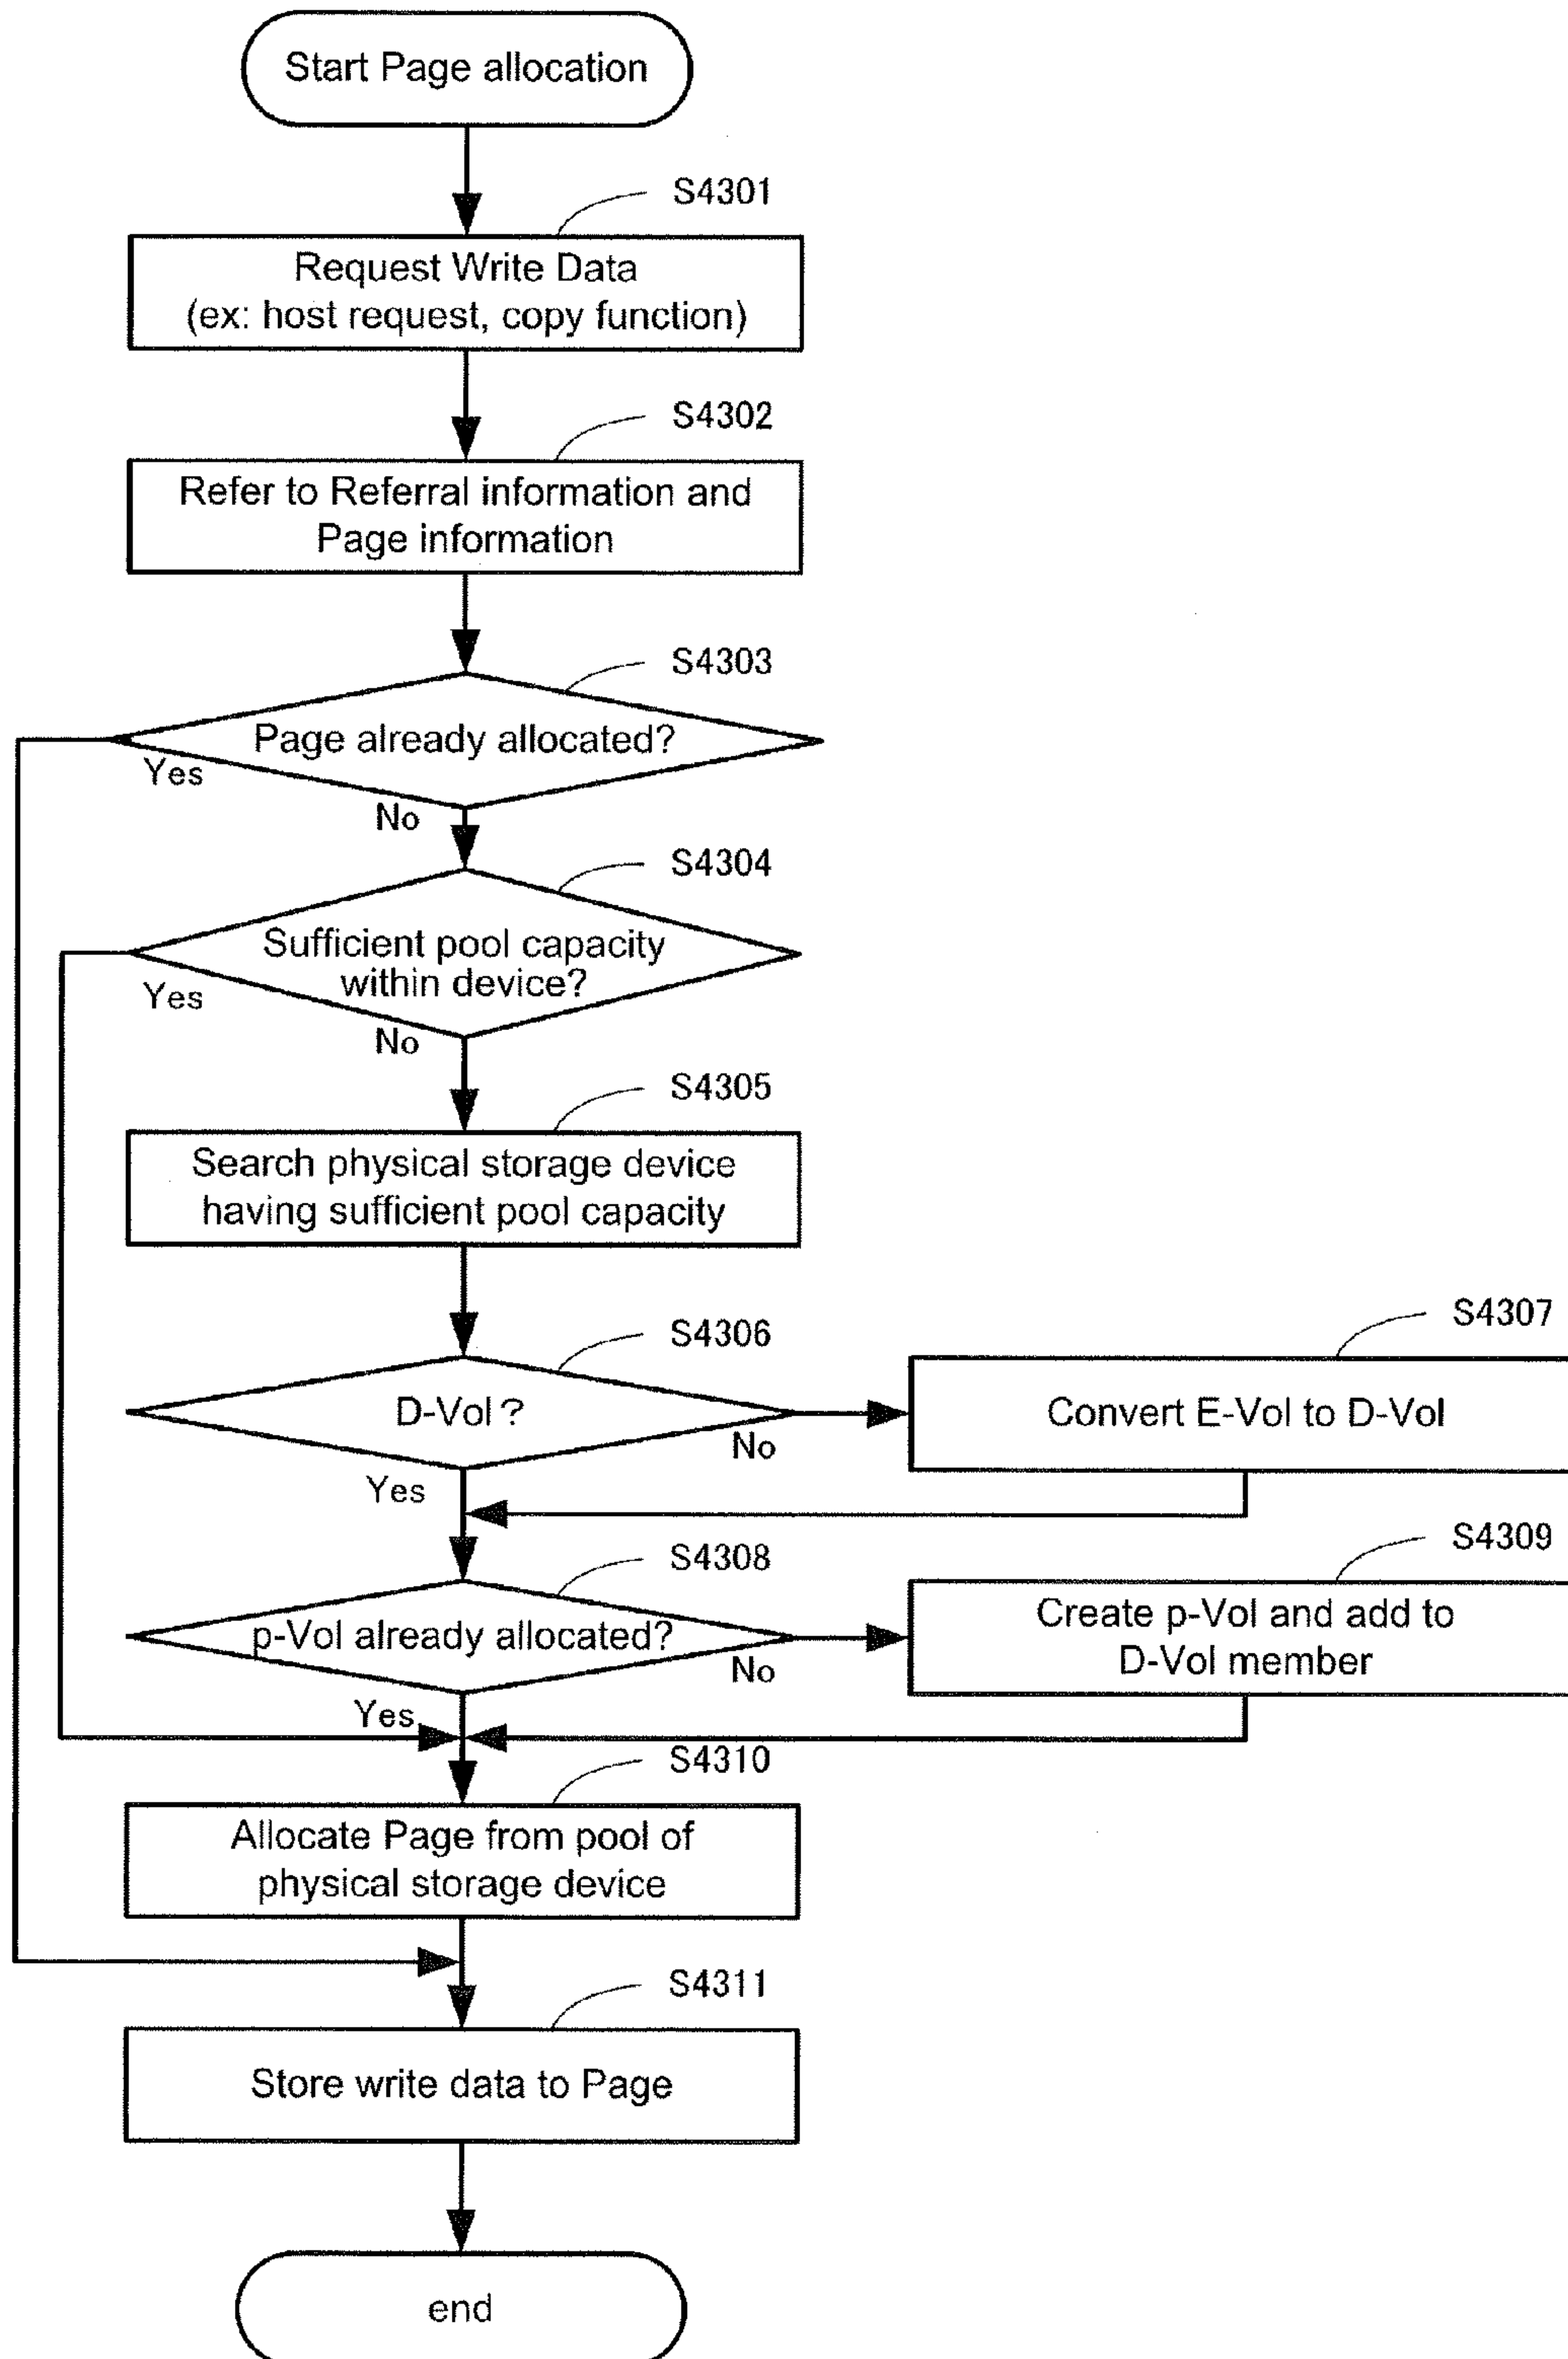 Start Page allocation
S4301
Request Write Data
(ex: host request, copy function)
S4302
Refer to Referral information and
Page information
S4303
Page already allocated?
Yes
No
S4304
Sufficient pool capacity
within device?
Yes
No
S4305
Search physical storage device
having sufficient pool capacity
S4306
D-Vol?
No
Yes
S4307
Convert E-Vol to D-Vol
S4308
p-Vol already allocated?
No
Yes
S4309
Create p-Vol and add to
D-Vol member
S4310
Allocate Page from pool of
physical storage device
S4311
Store write data to Page
end